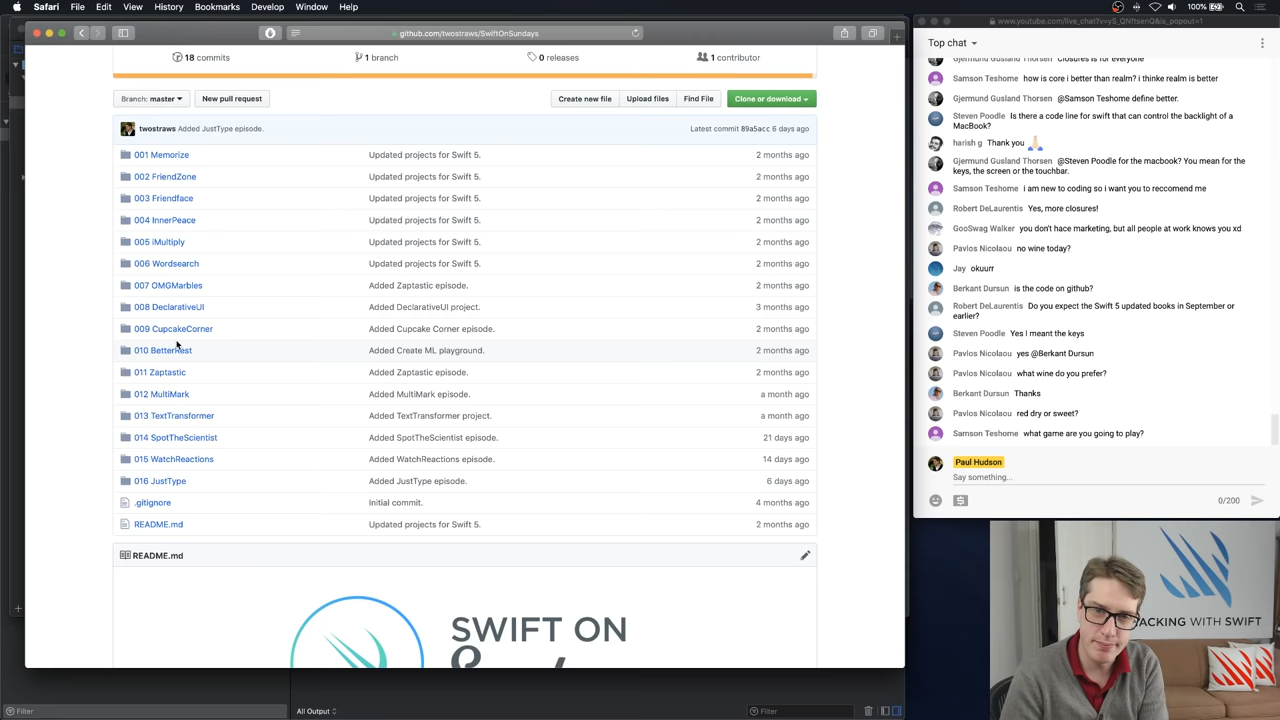 Safari File Edit View History Bookmarks Develop Window Help
100%
github.com/twostraws/SwiftOnSundays
18 commits
1 branch
0 releases
1 contributor
Branch: master
New pull request
Create new file
Upload files
Find File
Clone or download
twostraws Added JustType episode.
Latest commit 89a5acc 6 days ago
001 Memorize Updated projects for Swift 5. 2 months ago
002 FriendZone Updated projects for Swift 5. 2 months ago
003 Friendface Updated projects for Swift 5. 2 months ago
004 InnerPeace Updated projects for Swift 5. 2 months ago
005 iMultiply Updated projects for Swift 5. 2 months ago
006 Wordsearch Updated projects for Swift 5. 2 months ago
007 OMGMarbles Added Zaptastic episode. 2 months ago
008 DeclarativeUI Added DeclarativeUI project. 3 months ago
009 CupcakeCorner Added Cupcake Corner episode. 2 months ago
010 BetterRest Added Create ML playground. 2 months ago
011 Zaptastic Added Zaptastic episode. 2 months ago
012 MultiMark Added MultiMark episode. a month ago
013 TextTransformer Added TextTransformer project. a month ago
014 SpotTheScientist Added SpotTheScientist episode. 21 days ago
015 WatchReactions Added WatchReactions episode. 14 days ago
016 JustType Added JustType episode. 6 days ago
.gitignore Initial commit. 4 months ago
README.md Updated projects for Swift 5. 2 months ago
README.md
SWIFT ON
Filter
All Output
Filter
Top chat
Gjermund Gusland Thorsen Closures is for everyone
Samson Teshome how is core i better than realm? i thinke realm is better
Gjermund Gusland Thorsen @Samson Teshome define better.
Steven Poodle Is there a code line for swift that can control the backlight of a
MacBook?
harish g Thank you
Gjermund Gusland Thorsen @Steven Poodle for the macbook? You mean for the
keys, the screen or the touchbar.
Samson Teshome i am new to coding so i want you to reccomend me
Robert DeLaurentis Yes, more closures!
GooSwag Walker you don't hace marketing, but all people at work knows you xd
Pavlos Nicolaou no wine today?
Jay okuurr
Berkant Dursun is the code on github?
Robert DeLaurentis Do you expect the Swift 5 updated books in September or
earlier?
Steven Poodle Yes i meant the keys
Pavlos Nicolaou yes @Berkant Dursun
Pavlos Nicolaou what wine do you prefer?
Berkant Dursun Thanks
Pavlos Nicolaou red dry or sweet?
Samson Teshome what game are you going to play?
Paul Hudson
Say something...
0/200
HACKING WITH SWIFT